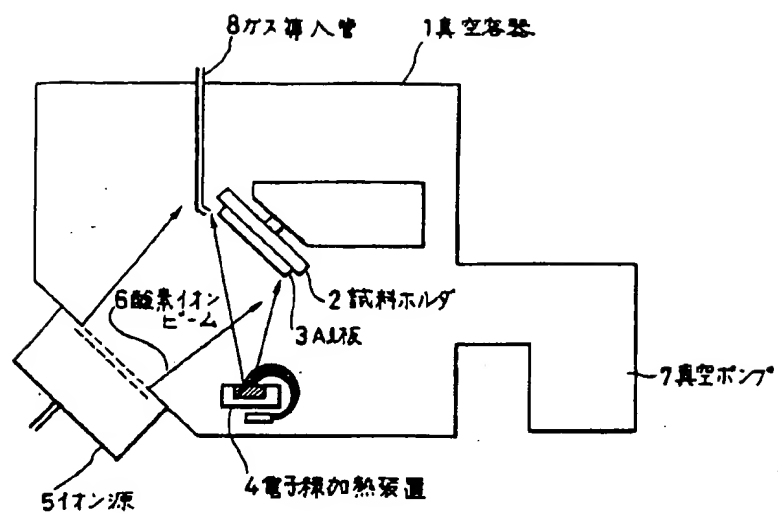 8ガス導入管
1真空容器
2試料ホルダ
3Al板
6酸素イオン
ビーム
7真空ポンプ
4電子線加熱装置
5イオン源